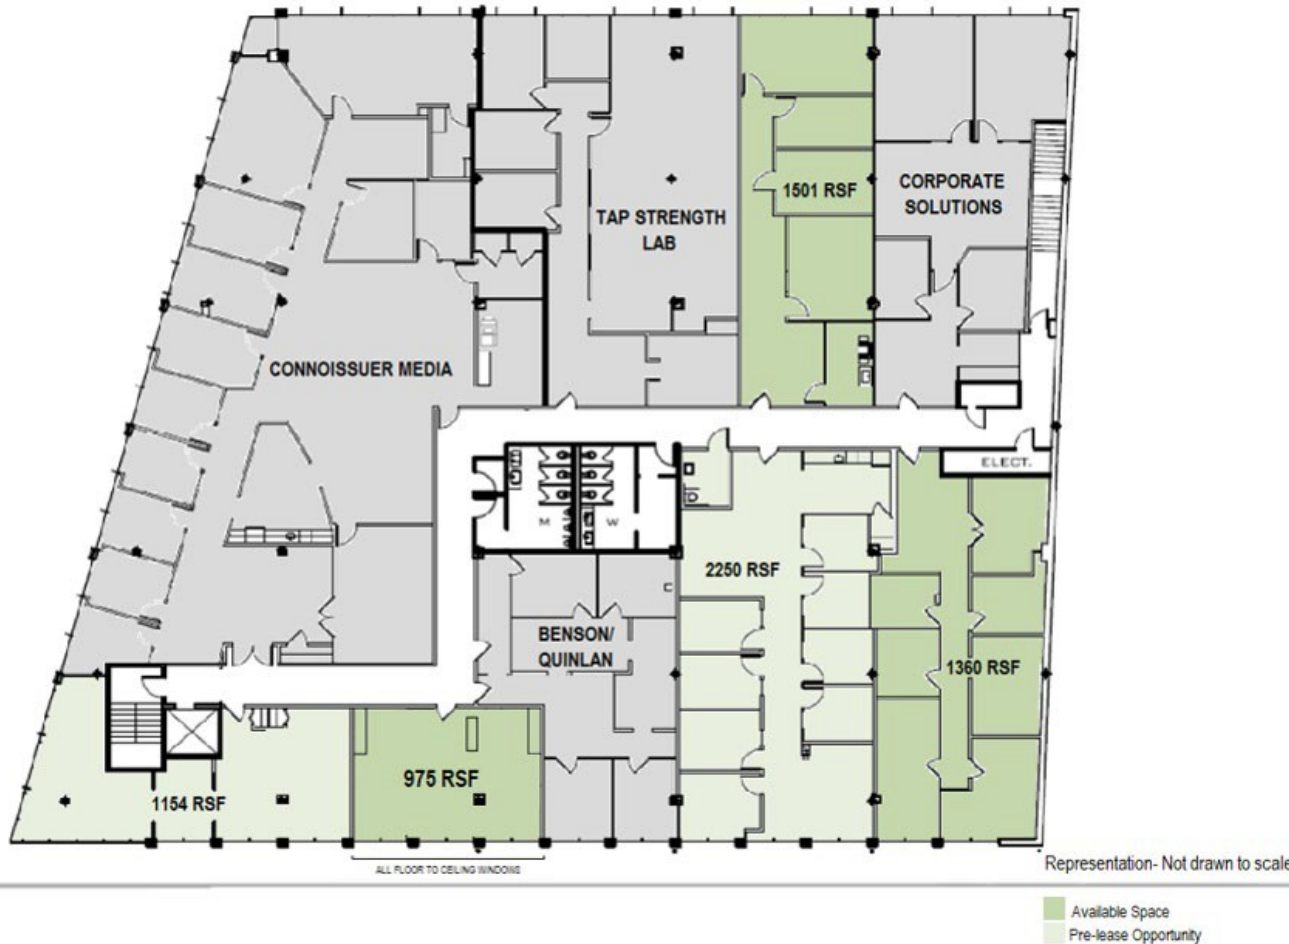 1501 RSF
CORPORATE
SOLUTIONS
TAP STRENGTH
LAB
CONNOISSUER MEDIA
ELECT.
M
W
2250 RSF
BENSON/
QUINLAN
1360 RSF
975 RSF
1154 RSF
ALL FLOOR TO CEILING WINDOWS
Representation- Not drawn to scale
Available Space
Pre-lease Opportunity